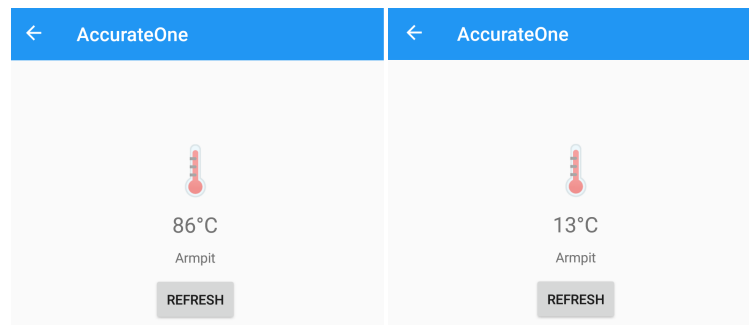 AccurateOne
86°C
Armpit
REFRESH
AccurateOne
13°C
Armpit
REFRESH